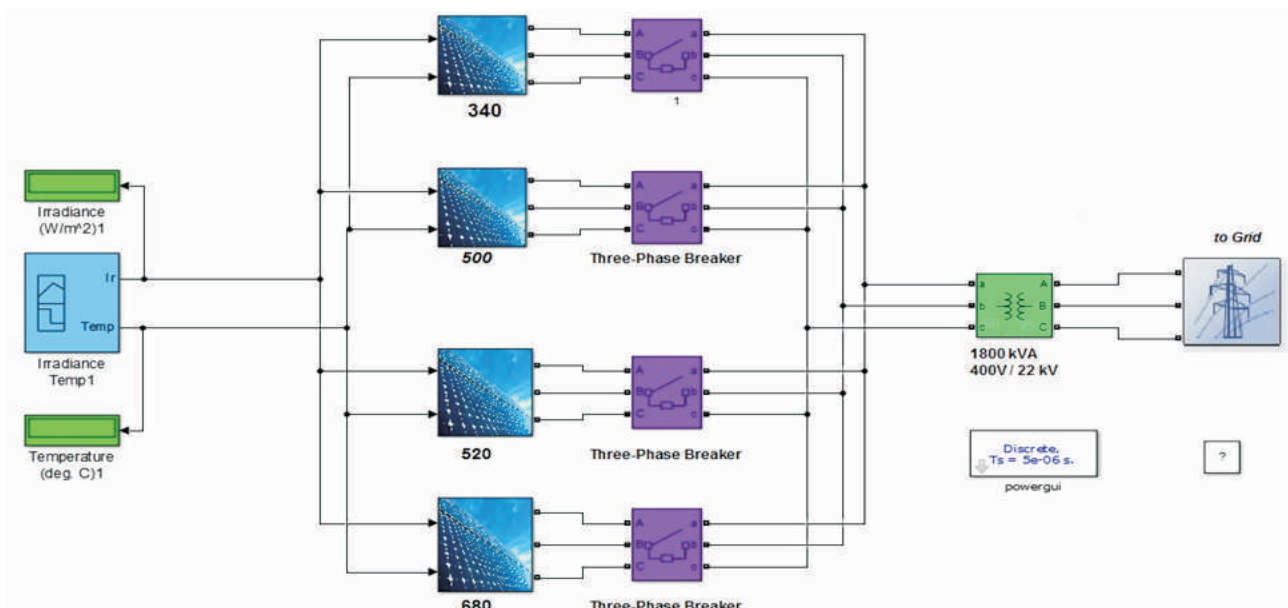 340
A
B
C
a
b
c
1
Irradiance
(W/m^2)1
500
A
B
C
a
b
c
Three-Phase Breaker
to Grid
Ir
Temp
Irradiance
Temp1
a
b
c
A
B
C
1800 kVA
400V / 22 kV
520
A
B
C
a
b
c
Three-Phase Breaker
Temperature
(deg. C)1
Discrete,
Ts = 5e-06 s.
powergui
?
680
A
B
C
a
b
c
Three-Phase Breaker